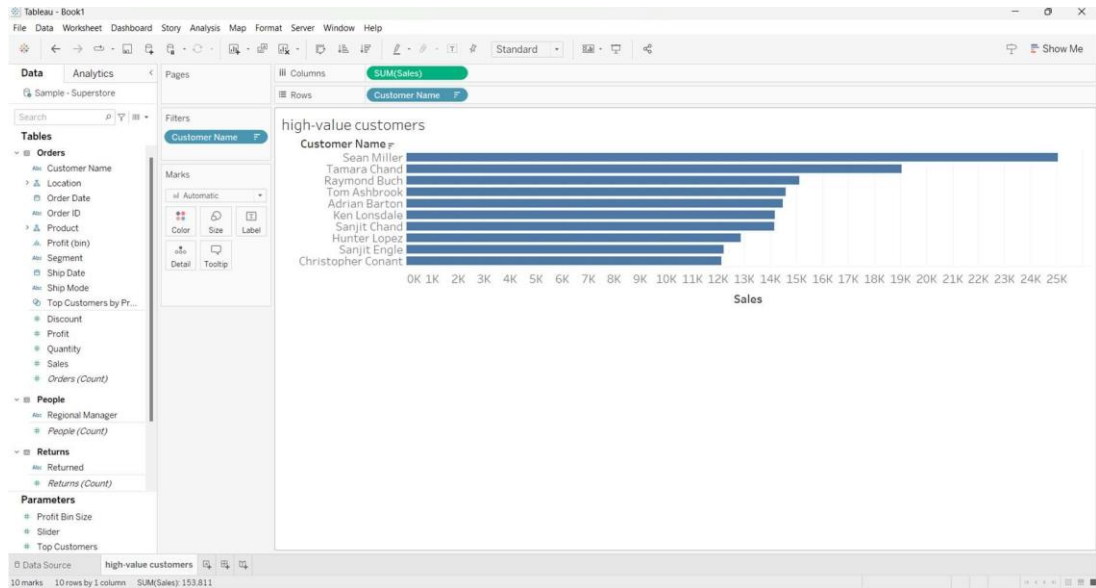 Tableau - Book1
File Data Worksheet Dashboard Story Analysis Map Format Server Window Help
Standard
Show Me
Data Analytics
Sample - Superstore
Search
Tables
Orders
Abc Customer Name
Location
Order Date
Abc Order ID
Product
Profit (bin)
Abc Segment
Ship Date
Abc Ship Mode
Top Customers by Pr...
Discount
Profit
Quantity
Sales
Orders (Count)
People
Abc Regional Manager
People (Count)
Returns
Abc Returned
Returns (Count)
Parameters
Profit Bin Size
Slider
Top Customers
Pages
Filters
Customer Name
Marks
Automatic
Color Size Label
Detail Tooltip
Columns SUM(Sales)
Rows Customer Name
high-value customers
Customer Name
Sean Miller
Tamara Chand
Raymond Buch
Tom Ashbrook
Adrian Barton
Ken Lonsdale
Sanjit Chand
Hunter Lopez
Sanjit Engle
Christopher Conant
0K 1K 2K 3K 4K 5K 6K 7K 8K 9K 10K 11K 12K 13K 14K 15K 16K 17K 18K 19K 20K 21K 22K 23K 24K 25K
Sales
Data Source high-value customers
10 marks 10 rows by 1 column SUM(Sales): 153.811